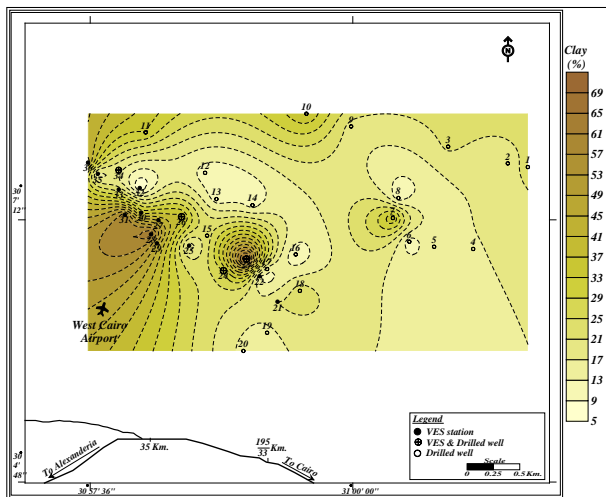 N
Clay
(%)
69
65
61
57
53
49
45
41
37
33
29
25
21
17
13
9
5
10
11
9
3
2
1
12
13
14
8
15
16
6
5
4
17
18
21
19
20
West Cairo
Airport
30
7
12"
30
4
48"
To Alexanderia
35 Km.
195
33
Km.
To Cairo
Legend
VES station
VES & Drilled well
Drilled well
Scale
0 0.25 0.5 Km.
30 57' 36"
31 00' 00"